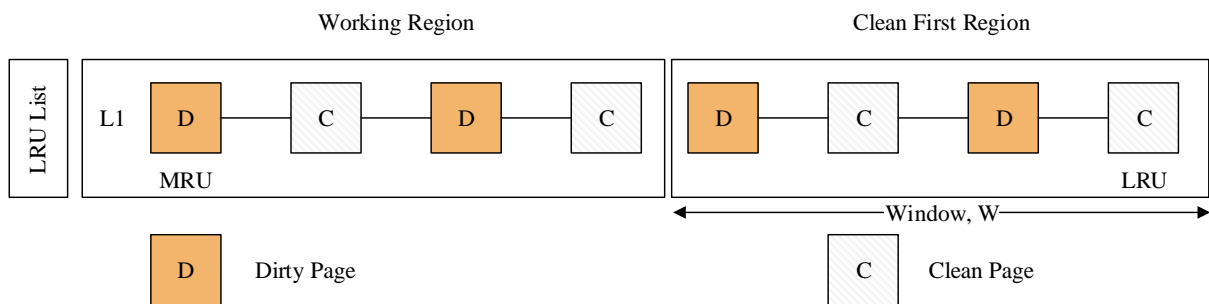 Working Region
Clean First Region
LRU List
L1
D
C
D
C
D
C
D
C
MRU
LRU
Window, W
D
Dirty Page
C
Clean Page